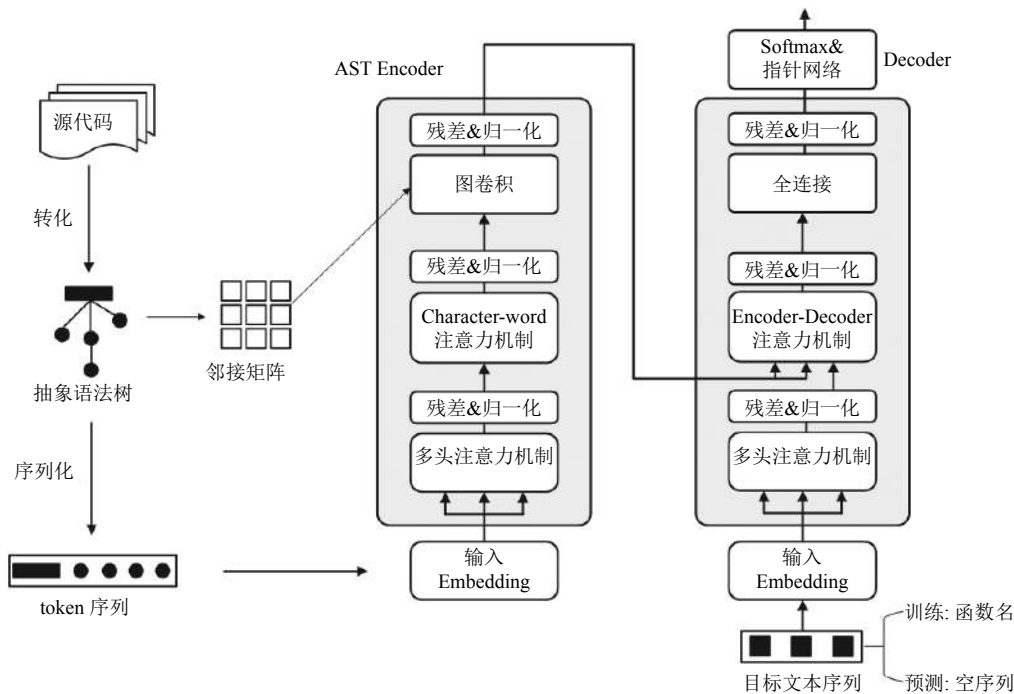 源代码
转化
抽象语法树
邻接矩阵
序列化
token 序列
AST Encoder
残差&归一化
图卷积
残差&归一化
Character-word
注意力机制
残差&归一化
多头注意力机制
输入
Embedding
Softmax&
指针网络
Decoder
残差&归一化
全连接
残差&归一化
Encoder-Decoder
注意力机制
残差&归一化
多头注意力机制
输入
Embedding
目标文本序列
训练: 函数名
预测: 空序列